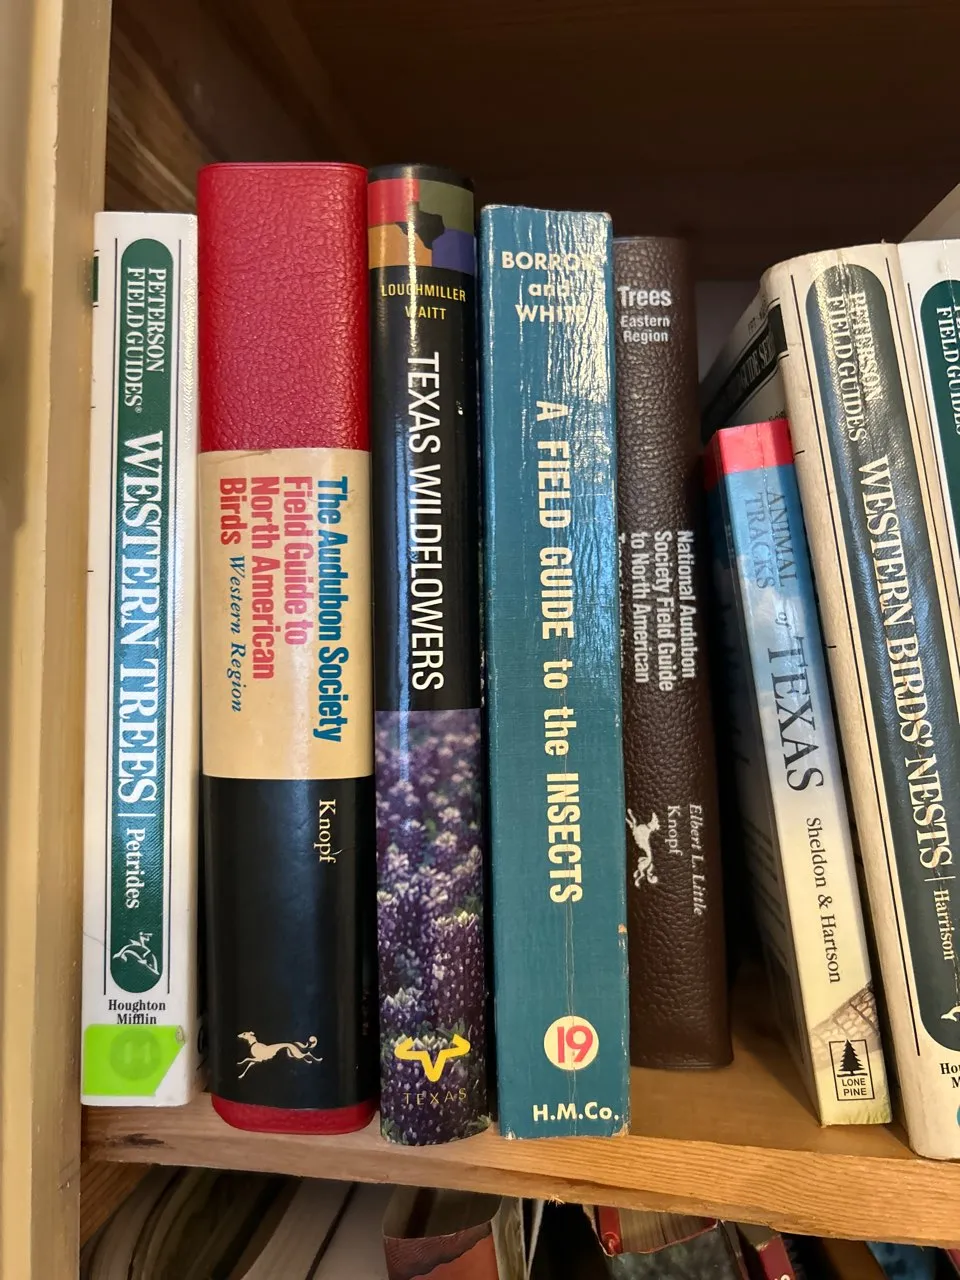 PETERSON
FIELD GUIDES®
WESTERN TREES | Petrides
Houghton
Mifflin
The Audubon Society
Field Guide to
North American
Birds Western Region
Knopf
LOUGHMILLER
WAITT
TEXAS WILDFLOWERS
TEXAS
BORROR
and
WHITE
A FIELD GUIDE to the INSECTS
19
H.M.Co.
Trees
Eastern
Region
National Audubon
Society Field Guide
to North American
Elbert L. Little
Knopf
ANIMAL
TRACKS of TEXAS Sheldon & Hartson
LONE
PINE
PETERSON
FIELD GUIDES
WESTERN BIRDS' NESTS | Harrison
FIELD GUIDES